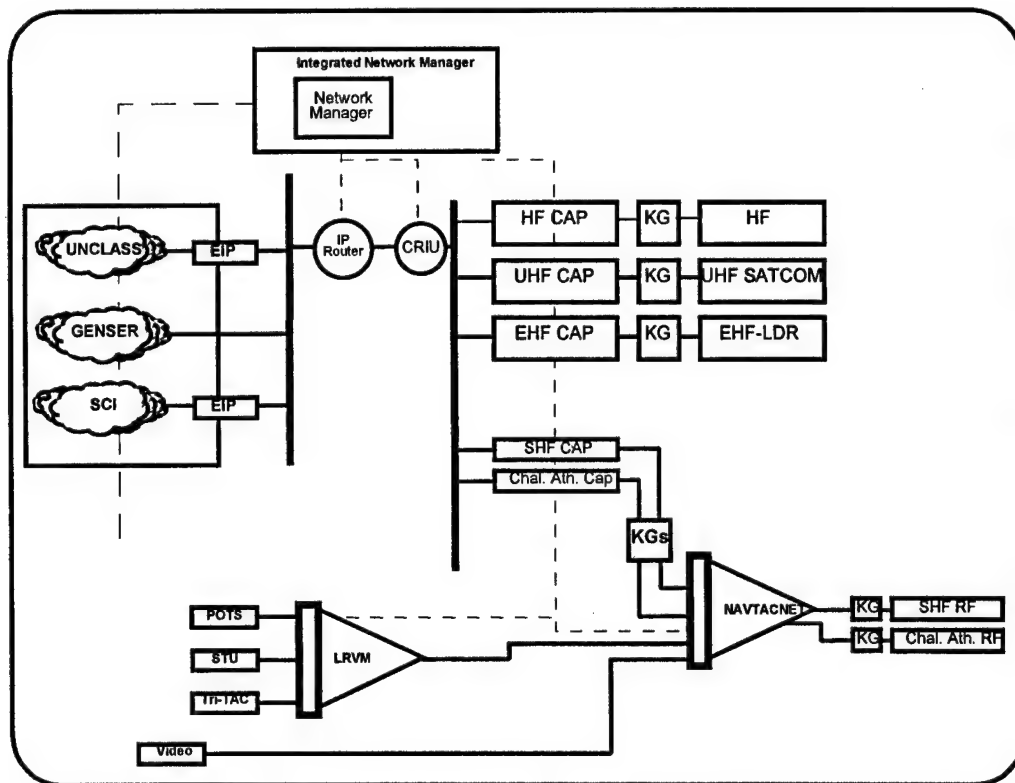 Integrated Network Manager
Network
Manager
UNCLASS
EIP
GENSER
SCI
EIP
IP
Router
CRIU
HF CAP
KG
HF
UHF CAP
KG
UHF SATCOM
EHF CAP
KG
EHF-LDR
SHF CAP
Chal. Ath. Cap
KGs
POTS
STU
Tri-TAC
LRVM
NAVTACNET
KG
SHF RF
KG
Chal. Ath. RF
Video